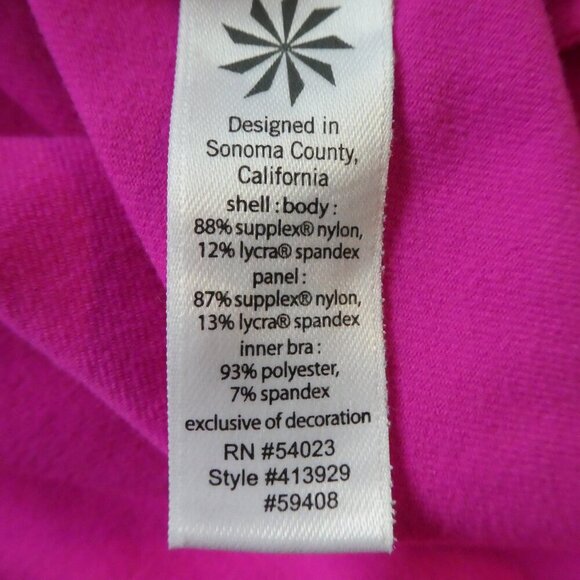 Designed in
Sonoma County,
California
shell : body :
88% supplex® nylon,
12% lycra® spandex
panel :
87% supplex® nylon,
13% lycra® spandex
inner bra :
93% polyester,
7% spandex
exclusive of decoration
RN #54023
Style #413929
#59408